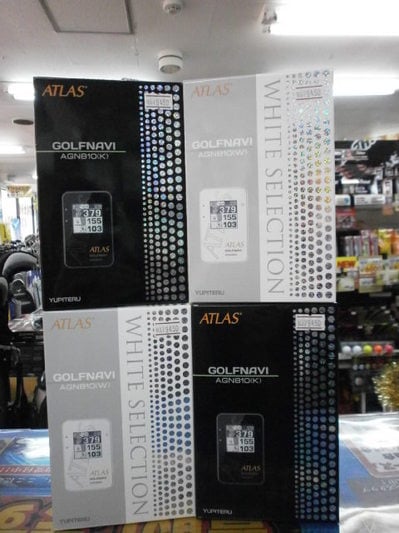 ATLAS
GOLFNAVI
AGN810(K)
379
155
103
ATLAS
YUPITERU
ATLAS
WHITE SELECTION
GOLFNAVI
AGN810(W)
379
155
103
ATLAS
YUPITERU
ATLAS
WHITE SELECTION
GOLFNAVI
AGN810(W)
379
155
103
ATLAS
YUPITERU
ATLAS
GOLFNAVI
AGN810(K)
379
155
103
ATLAS
YUPITERU